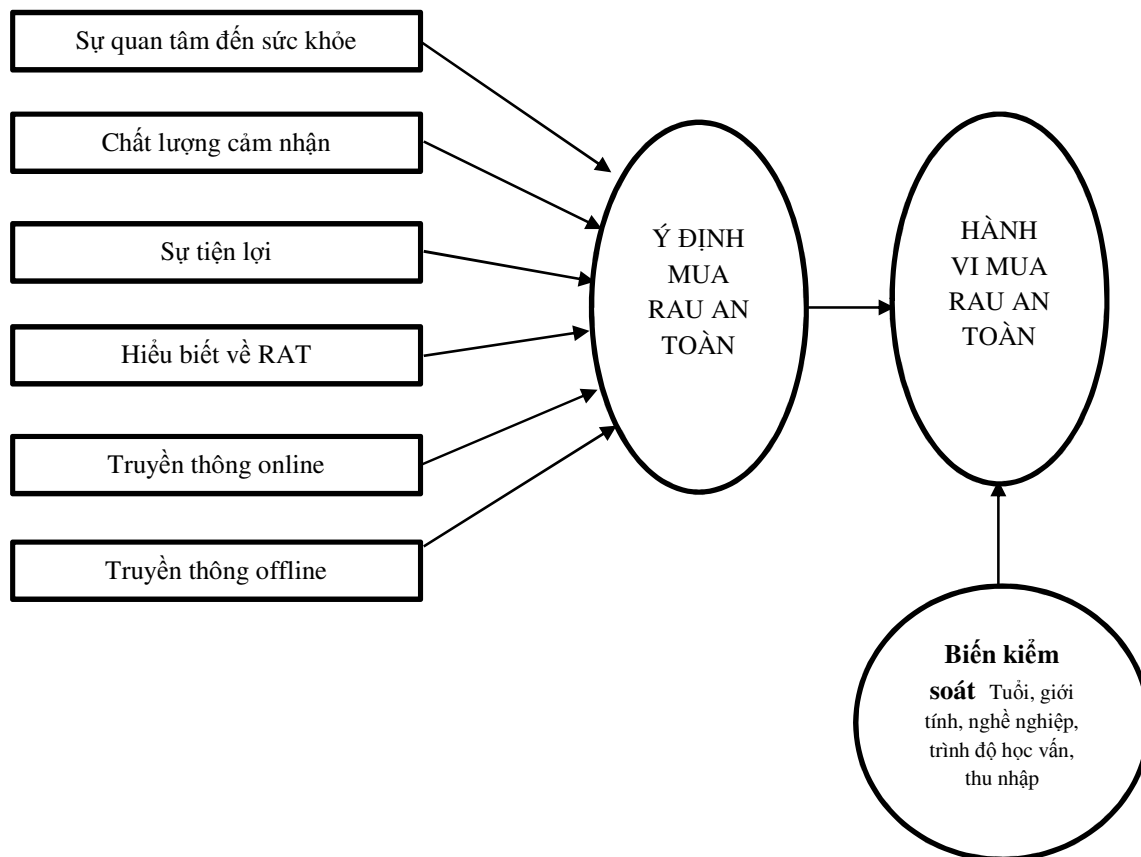 Sự quan tâm đến sức khỏe
Chất lượng cảm nhận
Sự tiện lợi
Hiểu biết về RAT
Truyền thông online
Truyền thông offline
Ý ĐỊNH
MUA
RAU AN
TOÀN
HÀNH
VI MUA
RAU AN
TOÀN
Biến kiểm
soát Tuổi, giới
tính, nghề nghiệp,
trình độ học vấn,
thu nhập